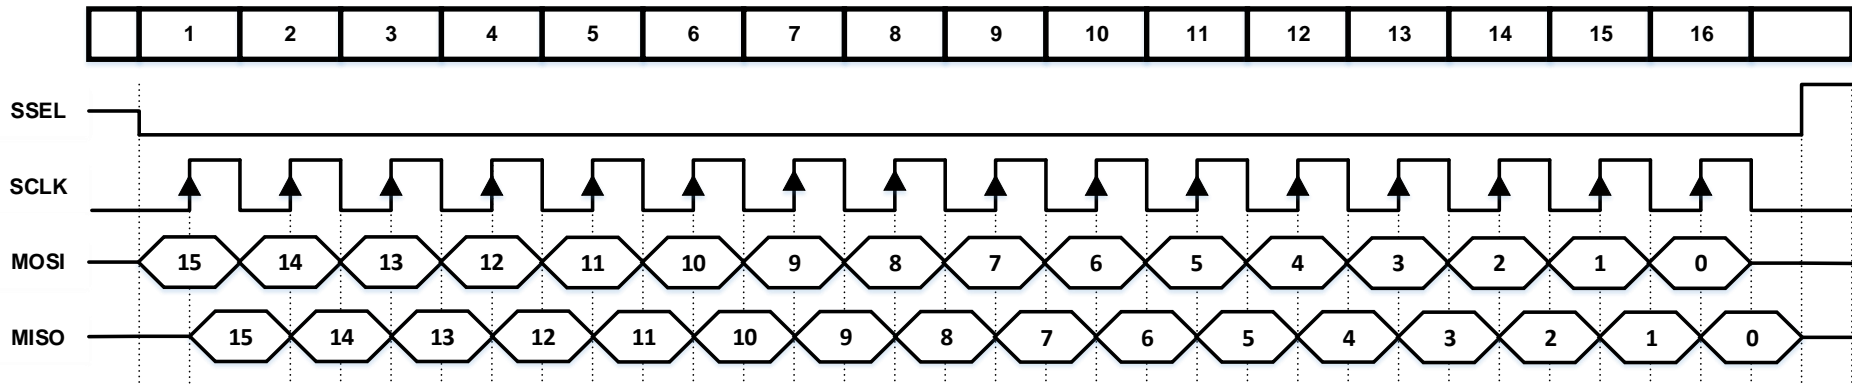 1 2 3 4 5 6 7 8 9 10 11 12 13 14 15 16
SSEL
SCLK
MOSI 15 14 13 12 11 10 9 8 7 6 5 4 3 2 1 0
MISO 15 14 13 12 11 10 9 8 7 6 5 4 3 2 1 0